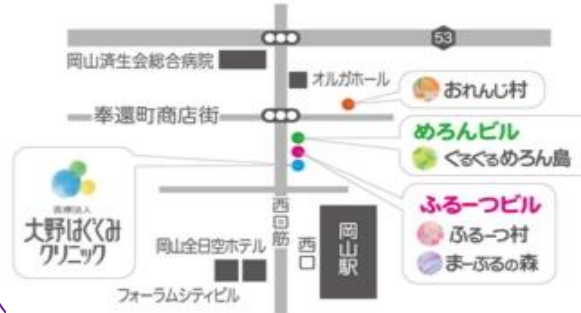 53
岡山済生会総合病院
オルガホール
おれんじ村
奉還町商店街
めろんビル
ぐるぐるめろん島
医療法人
大野はぐくみ
クリニック
ふるーつビル
ふるーつ村
まーぶるの森
西口筋
西口
岡山駅
岡山全日空ホテル
フォーラムシティビル